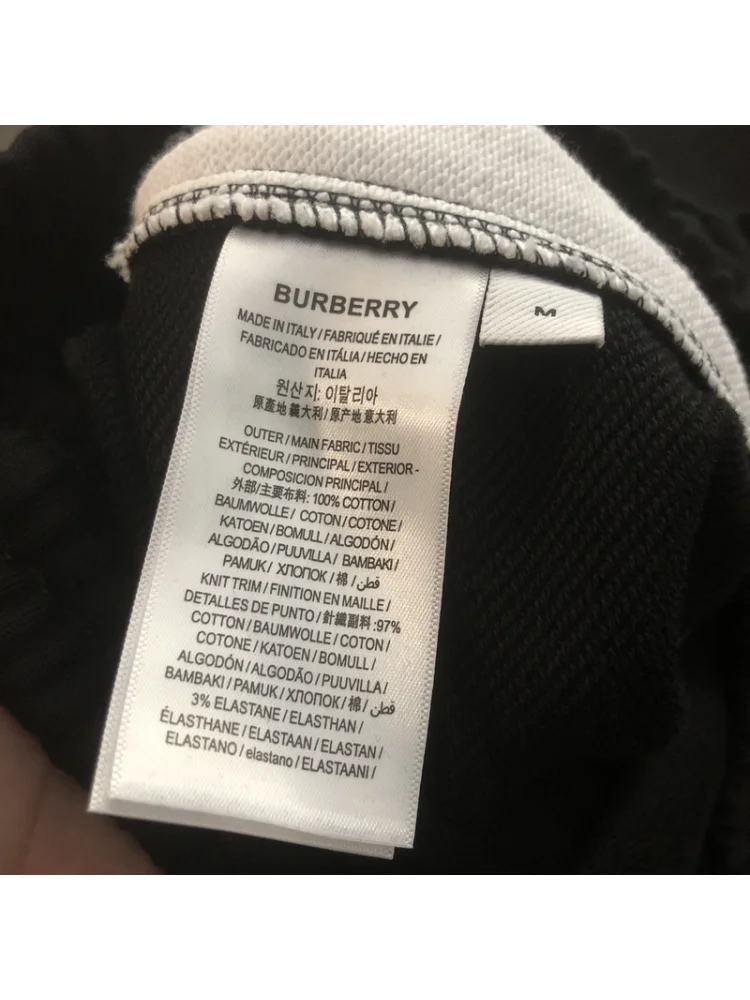 BURBERRY
MADE IN ITALY / FABRIQUÉ EN ITALIE /
FABRICADO EN ITÁLIA / HECHO EN
ITALIA
원산지: 이탈리아
原產地 義大利 / 原产地 意大利
OUTER / MAIN FABRIC / TISSU
EXTÉRIEUR / PRINCIPAL / EXTERIOR -
COMPOSICION PRINCIPAL /
外部/主要布料: 100% COTTON /
BAUMWOLLE / COTON / COTONE /
KATOEN / BOMULL / ALGODÓN /
ALGODÃO / PUUVILLA / BAMBAKI /
PAMUK / ХЛОПОК / 棉 / قطن /
KNIT TRIM / FINITION EN MAILLE /
DETALLES DE PUNTO / 針織副料 :97%
COTTON / BAUMWOLLE / COTON /
COTONE / KATOEN / BOMULL /
ALGODÓN / ALGODÃO / PUUVILLA /
BAMBAKI / PAMUK / ХЛОПОК / 棉 / قطن
3% ELASTANE / ELASTHAN /
ÉLASTHANE / ELASTAAN / ELASTAN /
ELASTANO / elastano / ELASTAANI /
M